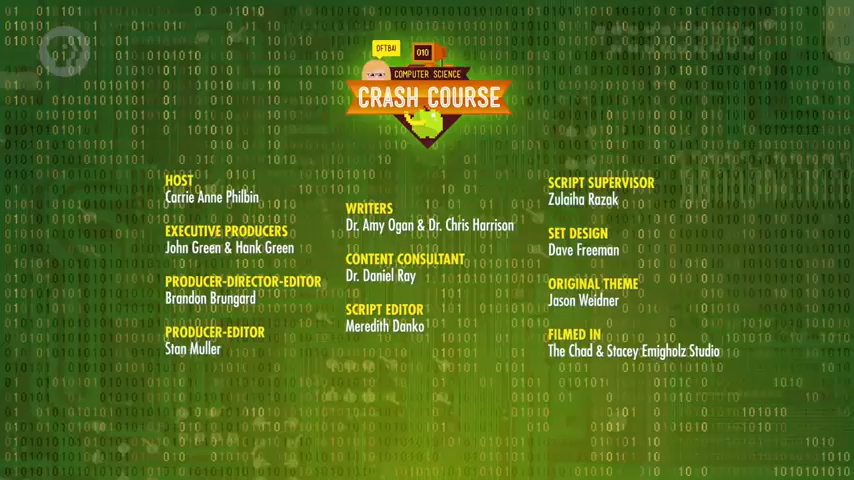 DFTBA!
010
COMPUTER SCIENCE
CRASH COURSE
HOST
Carrie Anne Philbin
EXECUTIVE PRODUCERS
John Green & Hank Green
PRODUCER-DIRECTOR-EDITOR
Brandon Brungard
PRODUCER-EDITOR
Stan Muller
WRITERS
Dr. Amy Ogan & Dr. Chris Harrison
CONTENT CONSULTANT
Dr. Daniel Ray
SCRIPT EDITOR
Meredith Danko
SCRIPT SUPERVISOR
Zulaiha Razak
SET DESIGN
Dave Freeman
ORIGINAL THEME
Jason Weidner
FILMED IN
The Chad & Stacey Emigholz Studio